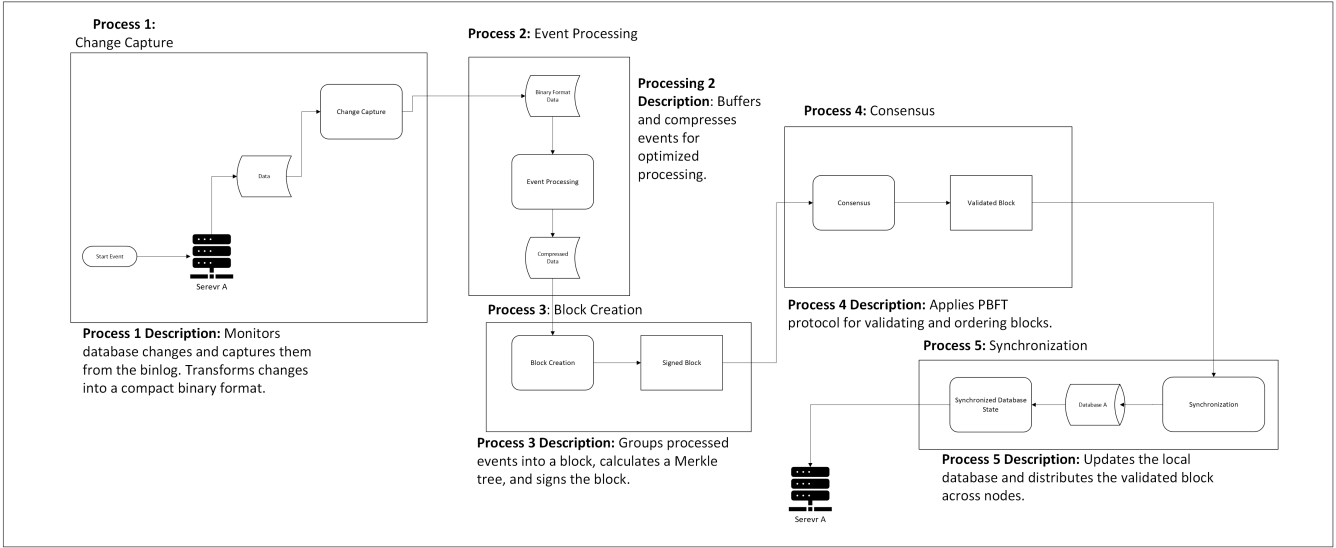 Process 1:
Change Capture
Start Event
Serevr A
Data
Change Capture
Process 1 Description: Monitors
database changes and captures them
from the binlog. Transforms changes
into a compact binary format.
Process 2: Event Processing
Binary Format
Data
Event Processing
Compressed
Data
Processing 2
Description: Buffers
and compresses
events for
optimized
processing.
Process 3: Block Creation
Block Creation
Signed Block
Process 3 Description: Groups processed
events into a block, calculates a Merkle
tree, and signs the block.
Process 4: Consensus
Consensus
Validated Block
Process 4 Description: Applies PBFT
protocol for validating and ordering blocks.
Process 5: Synchronization
Synchronized Database
State
Database A
Synchronization
Process 5 Description: Updates the local
database and distributes the validated block
across nodes.
Serevr A